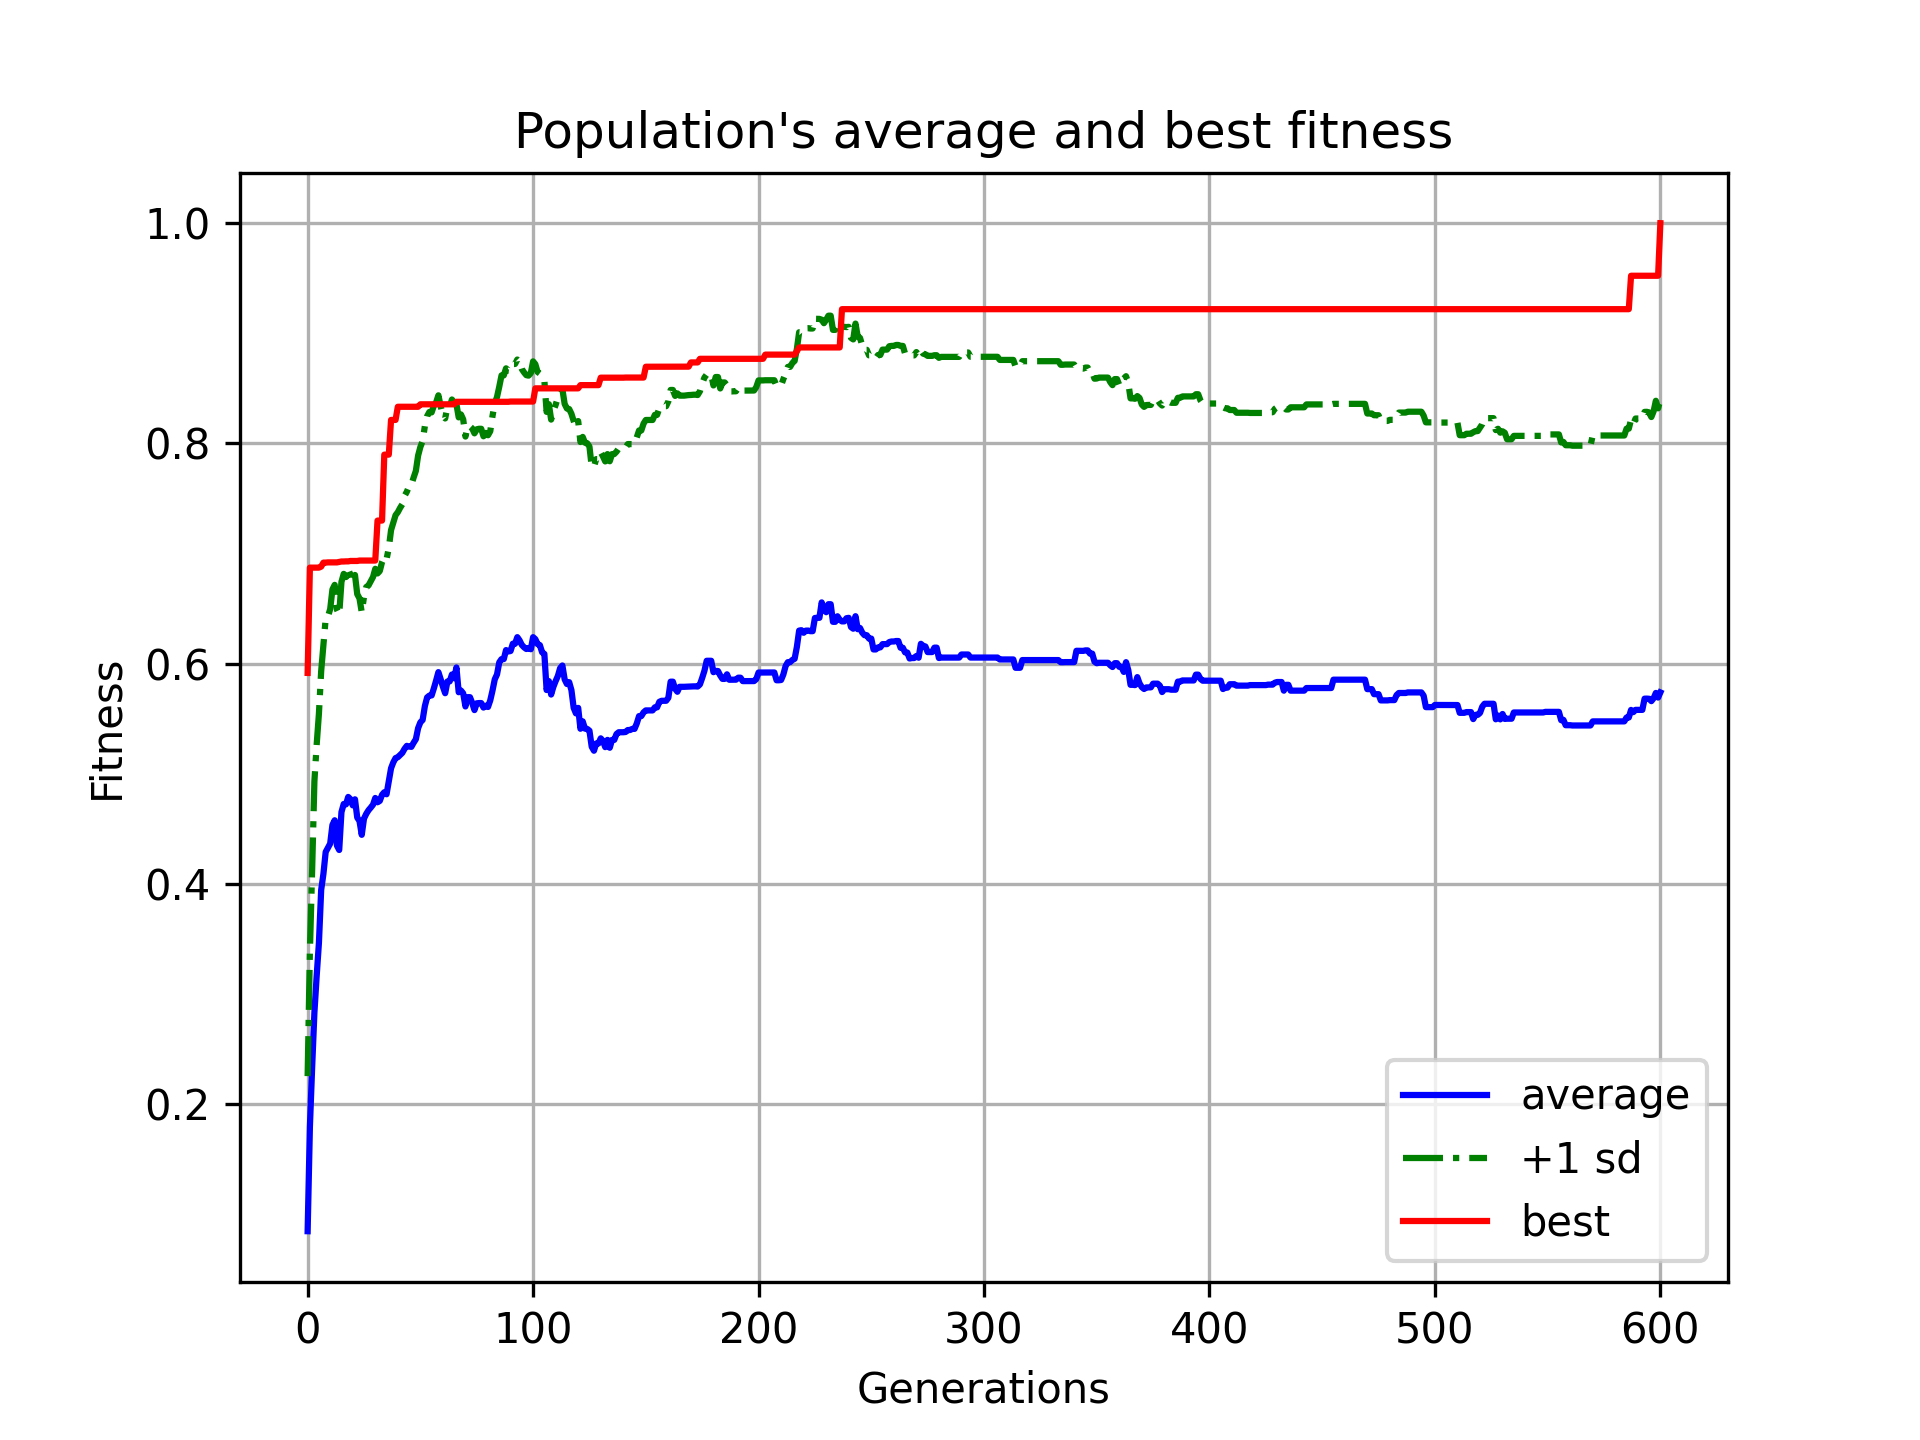 Population's average and best fitness
Fitness
1.0
0.8
0.6
0.4
0.2
0 100 200 300 400 500 600
Generations
average
+1 sd
best